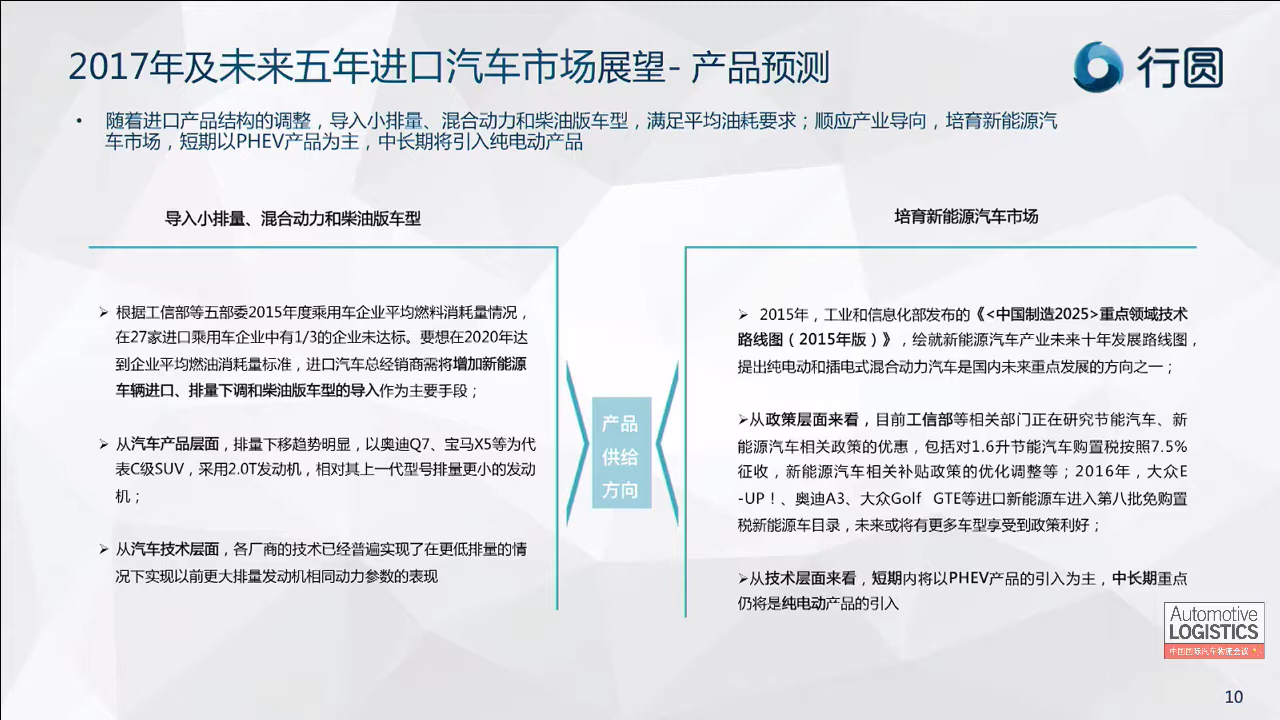 2017年及未来五年进口汽车市场展望- 产品预测
行圆
• 随着进口产品结构的调整，导入小排量、混合动力和柴油版车型，满足平均油耗要求；顺应产业导向，培育新能源汽
车市场，短期以PHEV产品为主，中长期将引入纯电动产品
导入小排量、混合动力和柴油版车型
➢ 根据工信部等五部委2015年度乘用车企业平均燃料消耗量情况，
在27家进口乘用车企业中有1/3的企业未达标。要想在2020年达
到企业平均燃油消耗量标准，进口汽车总经销商需将增加新能源
车辆进口、排量下调和柴油版车型的导入作为主要手段；
➢ 从汽车产品层面，排量下移趋势明显，以奥迪Q7、宝马X5等为代
表C级SUV，采用2.0T发动机，相对其上一代型号排量更小的发动
机；
➢ 从汽车技术层面，各厂商的技术已经普遍实现了在更低排量的情
况下实现以前更大排量发动机相同动力参数的表现
产品
供给
方向
培育新能源汽车市场
➢ 2015年，工业和信息化部发布的《<中国制造2025>重点领域技术
路线图（2015年版）》，绘就新能源汽车产业未来十年发展路线图，
提出纯电动和插电式混合动力汽车是国内未来重点发展的方向之一；
➢从政策层面来看，目前工信部等相关部门正在研究节能汽车、新
能源汽车相关政策的优惠，包括对1.6升节能汽车购置税按照7.5%
征收，新能源汽车相关补贴政策的优化调整等；2016年，大众E
-UP！、奥迪A3、大众Golf GTE等进口新能源车进入第八批免购置
税新能源车目录，未来或将有更多车型享受到政策利好；
➢从技术层面来看，短期内将以PHEV产品的引入为主，中长期重点
仍将是纯电动产品的引入
Automotive
LOGISTICS
中国国际汽车物流会议
10